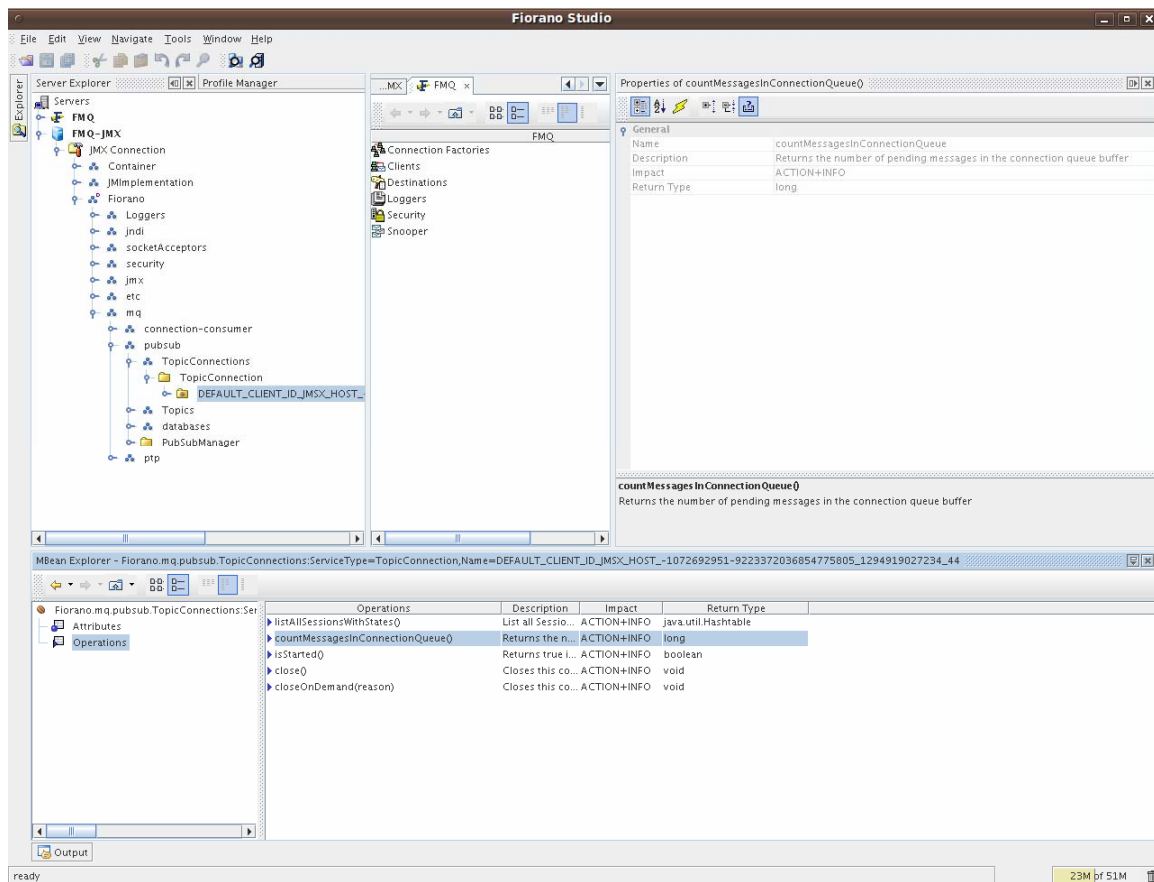 Fiorano Studio
File Edit View Navigate Tools Window Help
Explorer
Server Explorer
Profile Manager
Servers
FMQ
FMQ-JMX
JMX Connection
Container
JMImplementation
Fiorano
Loggers
jndi
socketAcceptors
security
jmx
etc
mq
connection-consumer
pubsub
TopicConnections
TopicConnection
DEFAULT_CLIENT_ID_JMSX_HOST_-
Topics
databases
PubSubManager
ptp
...MX FMQ x
FMQ
Connection Factories
Clients
Destinations
Loggers
Security
Snooper
Properties of countMessagesInConnectionQueue()
General
Name countMessagesInConnectionQueue
Description Returns the number of pending messages in the connection queue buffer
Impact ACTION+INFO
Return Type long
countMessagesInConnectionQueue()
Returns the number of pending messages in the connection queue buffer
MBean Explorer - Fiorano.mq.pubsub.TopicConnections:ServiceType=TopicConnection,Name=DEFAULT_CLIENT_ID_JMSX_HOST_-1072692951-9223372036854775805_1294919027234_44
Fiorano.mq.pubsub.TopicConnections:Ser
Attributes
Operations
Operations Description Impact Return Type
listAllSessionsWithStates() List all Sessio... ACTION+INFO java.util.Hashtable
countMessagesInConnectionQueue() Returns the n... ACTION+INFO long
isStarted() Returns true i... ACTION+INFO boolean
close() Closes this co... ACTION+INFO void
closeOnDemand(reason) Closes this co... ACTION+INFO void
Output
ready
23M of 51M